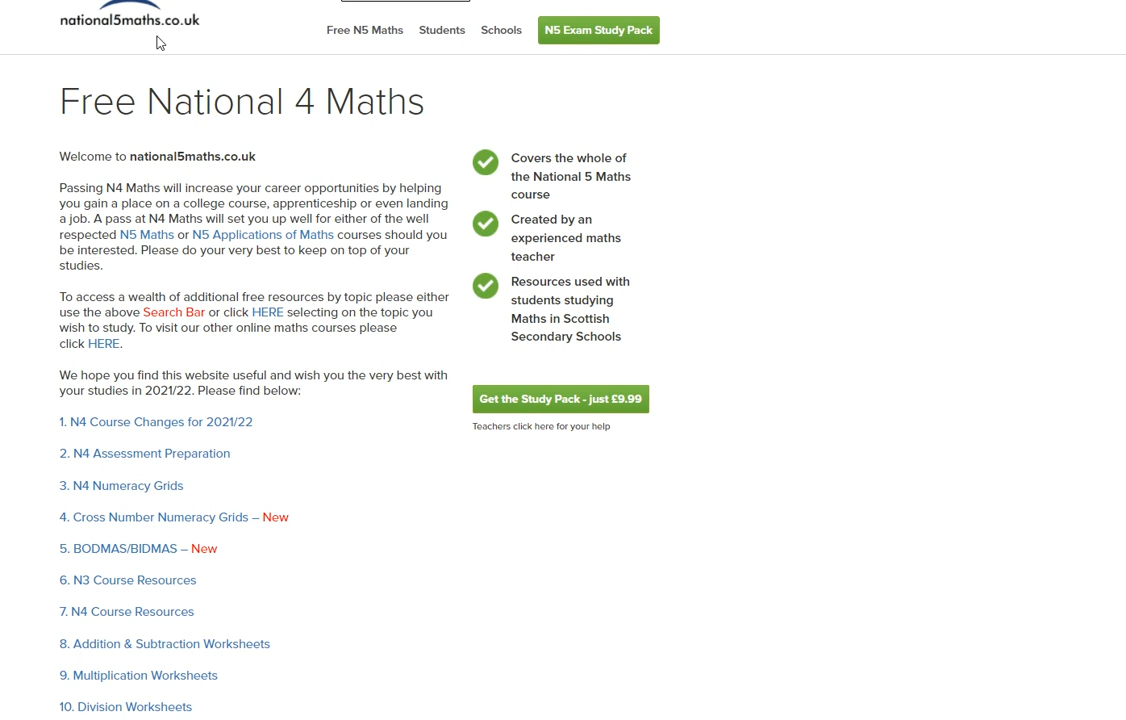 national5maths.co.uk
Free N5 Maths Students Schools N5 Exam Study Pack
Free National 4 Maths
Welcome to national5maths.co.uk
Passing N4 Maths will increase your career opportunities by helping
you gain a place on a college course, apprenticeship or even landing
a job. A pass at N4 Maths will set you up well for either of the well
respected N5 Maths or N5 Applications of Maths courses should you
be interested. Please do your very best to keep on top of your
studies.
To access a wealth of additional free resources by topic please either
use the above Search Bar or click HERE selecting on the topic you
wish to study. To visit our other online maths courses please
click HERE.
We hope you find this website useful and wish you the very best with
your studies in 2021/22. Please find below:
1. N4 Course Changes for 2021/22
2. N4 Assessment Preparation
3. N4 Numeracy Grids
4. Cross Number Numeracy Grids – New
5. BODMAS/BIDMAS – New
6. N3 Course Resources
7. N4 Course Resources
8. Addition & Subtraction Worksheets
9. Multiplication Worksheets
10. Division Worksheets
Covers the whole of
the National 5 Maths
course
Created by an
experienced maths
teacher
Resources used with
students studying
Maths in Scottish
Secondary Schools
Get the Study Pack - just £9.99
Teachers click here for your help